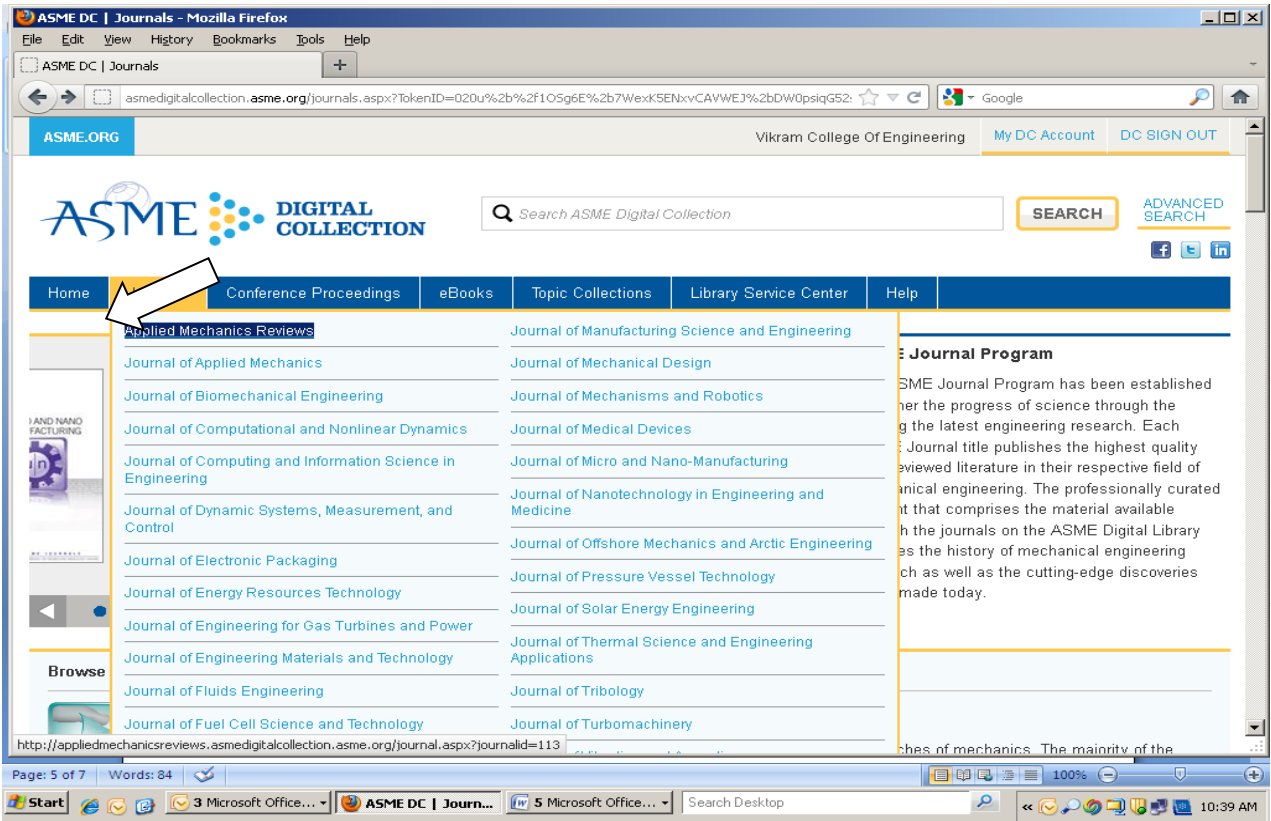 ASME DC | Journals - Mozilla Firefox
File Edit View History Bookmarks Tools Help
ASME DC | Journals
asmedigitalcollection.asme.org/journals.aspx?TokenID=020u%2b%2f1OSg6E%2b7WexK5ENxvCAVWEJ%2bDW0psiqG52:
Google
ASME.ORG
Vikram College Of Engineering My DC Account DC SIGN OUT
ASME DIGITAL
COLLECTION
Search ASME Digital Collection
SEARCH
ADVANCED
SEARCH
Home
Conference Proceedings eBooks Topic Collections Library Service Center Help
Applied Mechanics Reviews
Journal of Applied Mechanics
Journal of Biomechanical Engineering
Journal of Computational and Nonlinear Dynamics
Journal of Computing and Information Science in
Engineering
Journal of Dynamic Systems, Measurement, and
Control
Journal of Electronic Packaging
Journal of Energy Resources Technology
Journal of Engineering for Gas Turbines and Power
Journal of Engineering Materials and Technology
Journal of Fluids Engineering
Journal of Fuel Cell Science and Technology
Journal of Manufacturing Science and Engineering
Journal of Mechanical Design
Journal of Mechanisms and Robotics
Journal of Medical Devices
Journal of Micro and Nano-Manufacturing
Journal of Nanotechnology in Engineering and
Medicine
Journal of Offshore Mechanics and Arctic Engineering
Journal of Pressure Vessel Technology
Journal of Solar Energy Engineering
Journal of Thermal Science and Engineering
Applications
Journal of Tribology
Journal of Turbomachinery
Journal Program
SME Journal Program has been established
her the progress of science through the
g the latest engineering research. Each
Journal title publishes the highest quality
eviewed literature in their respective field of
anical engineering. The professionally curated
nt that comprises the material available
h the journals on the ASME Digital Library
es the history of mechanical engineering
ch as well as the cutting-edge discoveries
made today.
AND NANO
FACTURING
Browse
http://appliedmechanicsreviews.asmedigitalcollection.asme.org/journal.aspx?journalid=113
ches of mechanics. The majority of the
Page: 5 of 7 Words: 84 100%
Start 3 Microsoft Office... ASME DC | Journ... 5 Microsoft Office... Search Desktop 10:39 AM